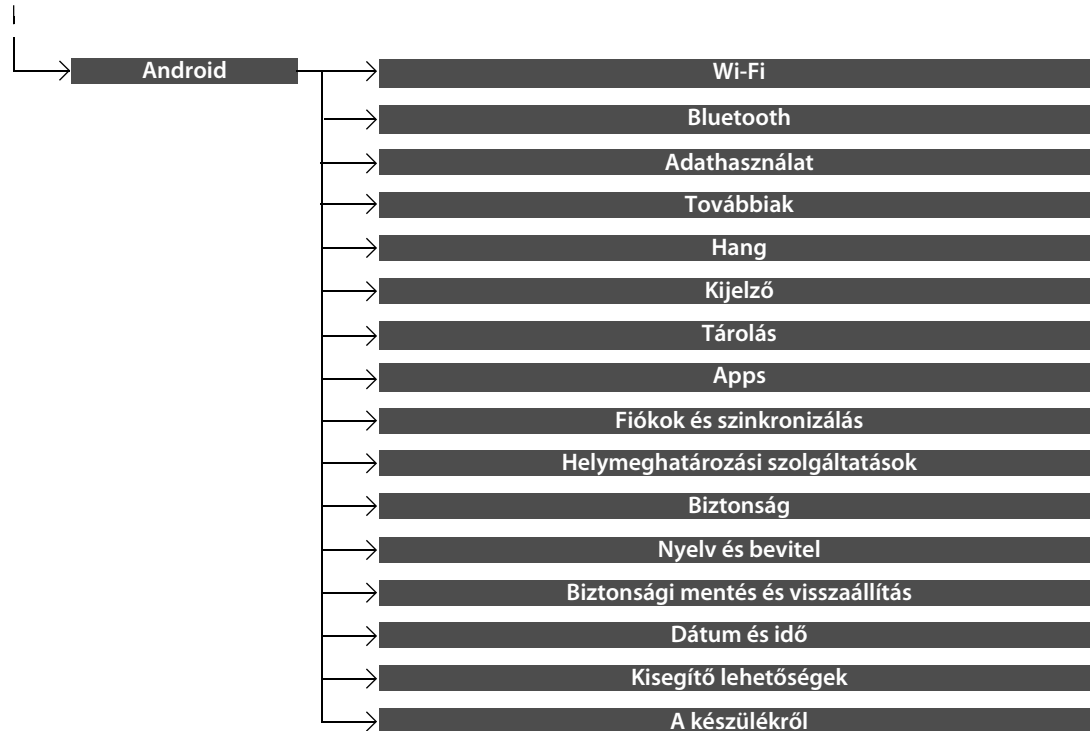 Android
Wi-Fi
Bluetooth
Adathasználat
Továbbiak
Hang
Kijelző
Tárolás
Apps
Fiókok és szinkronizálás
Helymeghatározási szolgáltatások
Biztonság
Nyelv és bevitel
Biztonsági mentés és visszaállítás
Dátum és idő
Kisegítő lehetőségek
A készülékről